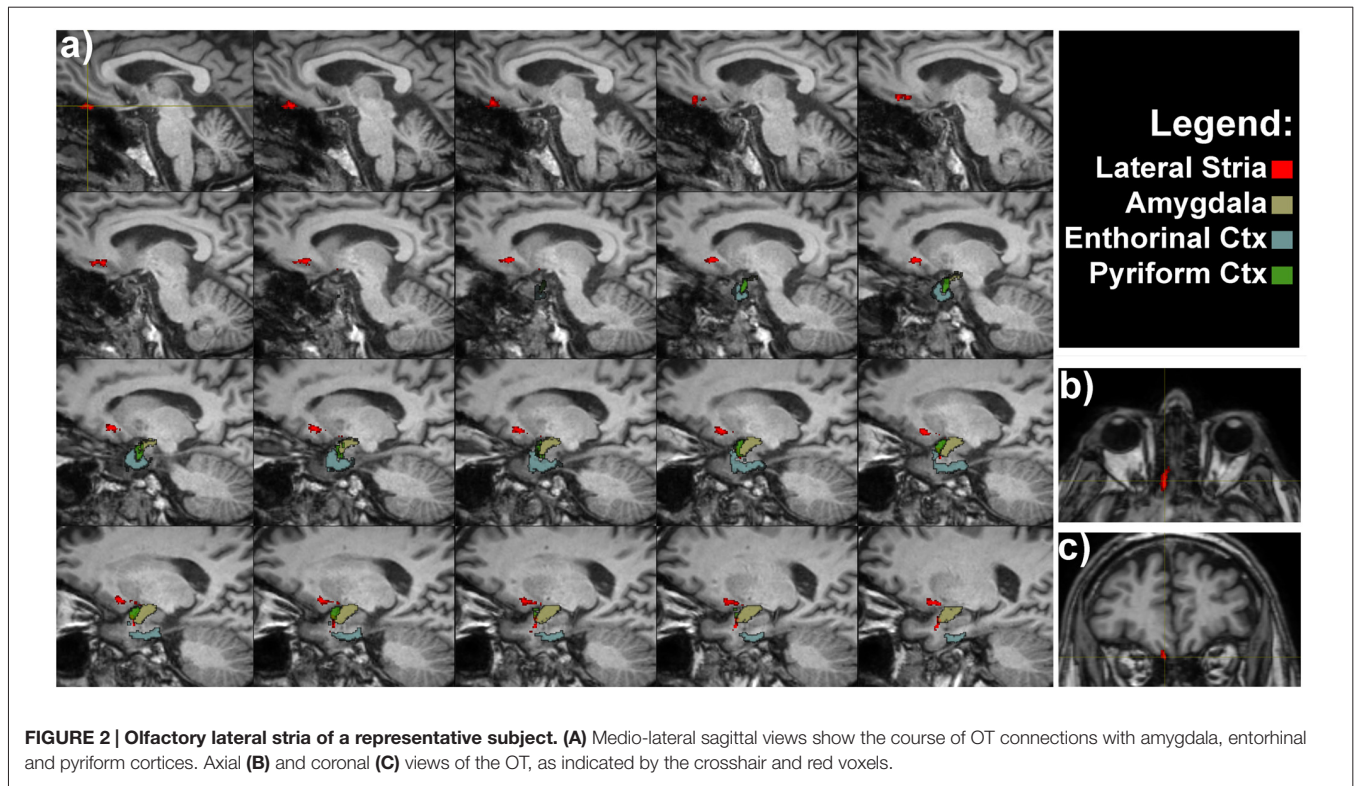 a)
Legend:
Lateral Stria
Amygdala
Enthorinal Ctx
Pyriform Ctx
b)
c)
FIGURE 2 | Olfactory lateral stria of a representative subject. (A) Medio-lateral sagittal views show the course of OT connections with amygdala, entorhinal
and pyriform cortices. Axial (B) and coronal (C) views of the OT, as indicated by the crosshair and red voxels.